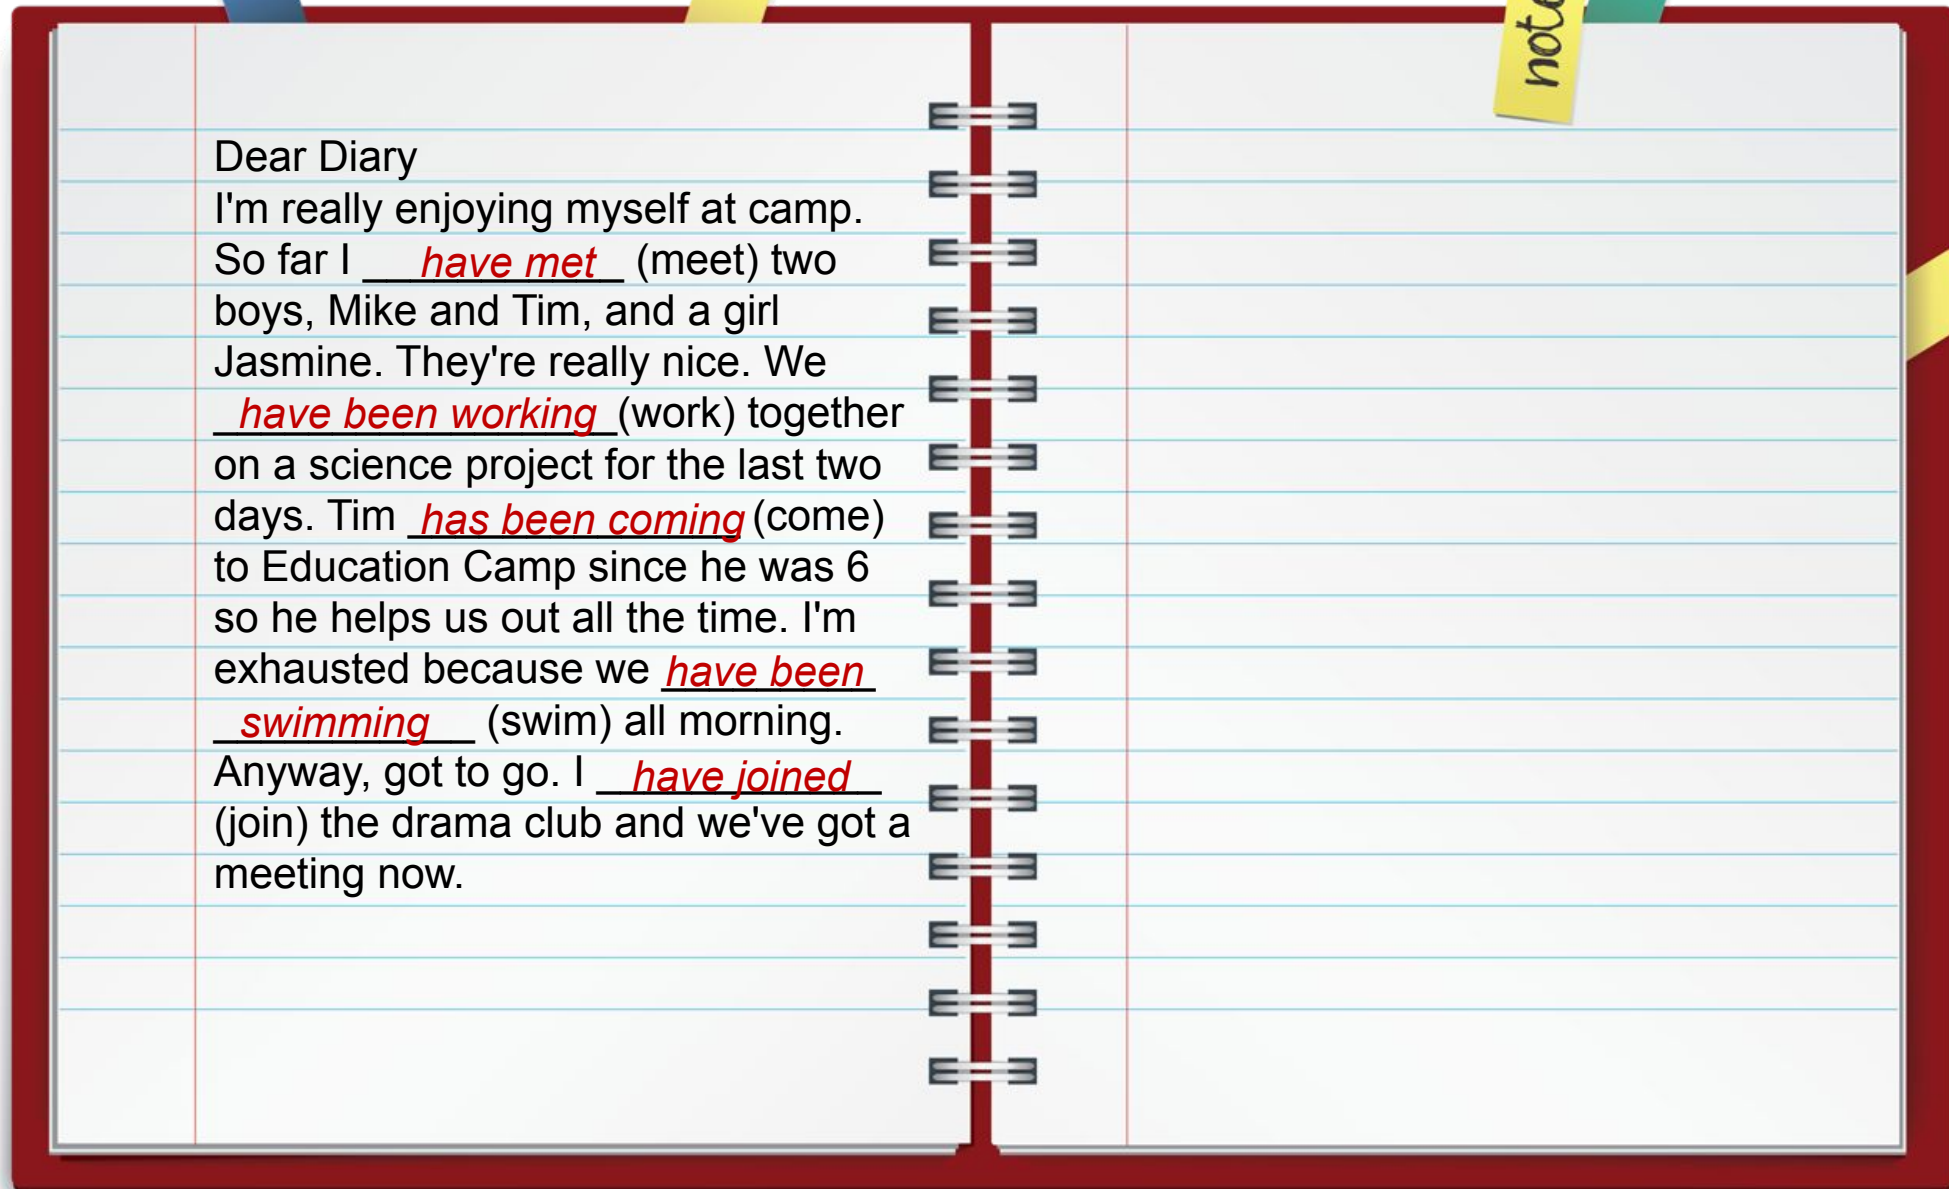 note
Dear Diary
I'm really enjoying myself at camp.
So far I __have met_ (meet) two
boys, Mike and Tim, and a girl
Jasmine. They're really nice. We
_have been working_(work) together
on a science project for the last two
days. Tim _has been coming (come)
to Education Camp since he was 6
so he helps us out all the time. I'm
exhausted because we have been
_swimming__ (swim) all morning.
Anyway, got to go. I _have joined_
(join) the drama club and we've got a
meeting now.